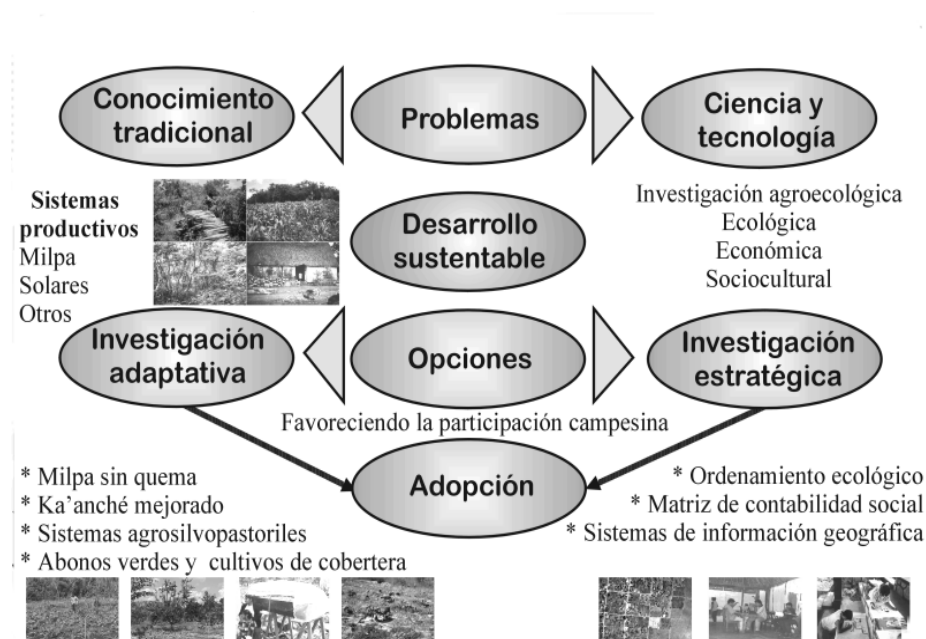 Conocimiento
tradicional
Problemas
Ciencia y
tecnología
Sistemas
productivos
Milpa
Solares
Otros
Desarrollo
sustentable
Investigación agroecológica
Ecológica
Económica
Sociocultural
Investigación
adaptativa
Opciones
Investigación
estratégica
Favoreciendo la participación campesina
Adopción
* Milpa sin quema
* Ka'anché mejorado
* Sistemas agrosilvopastoriles
* Abonos verdes y cultivos de cobertera
* Ordenamiento ecológico
* Matriz de contabilidad social
* Sistemas de información geográfica